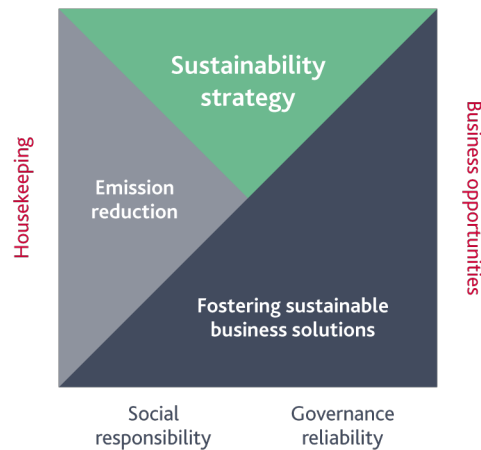 Sustainability
strategy
Housekeeping
Emission
reduction
Business opportunities
Fostering sustainable
business solutions
Social
responsibility
Governance
reliability